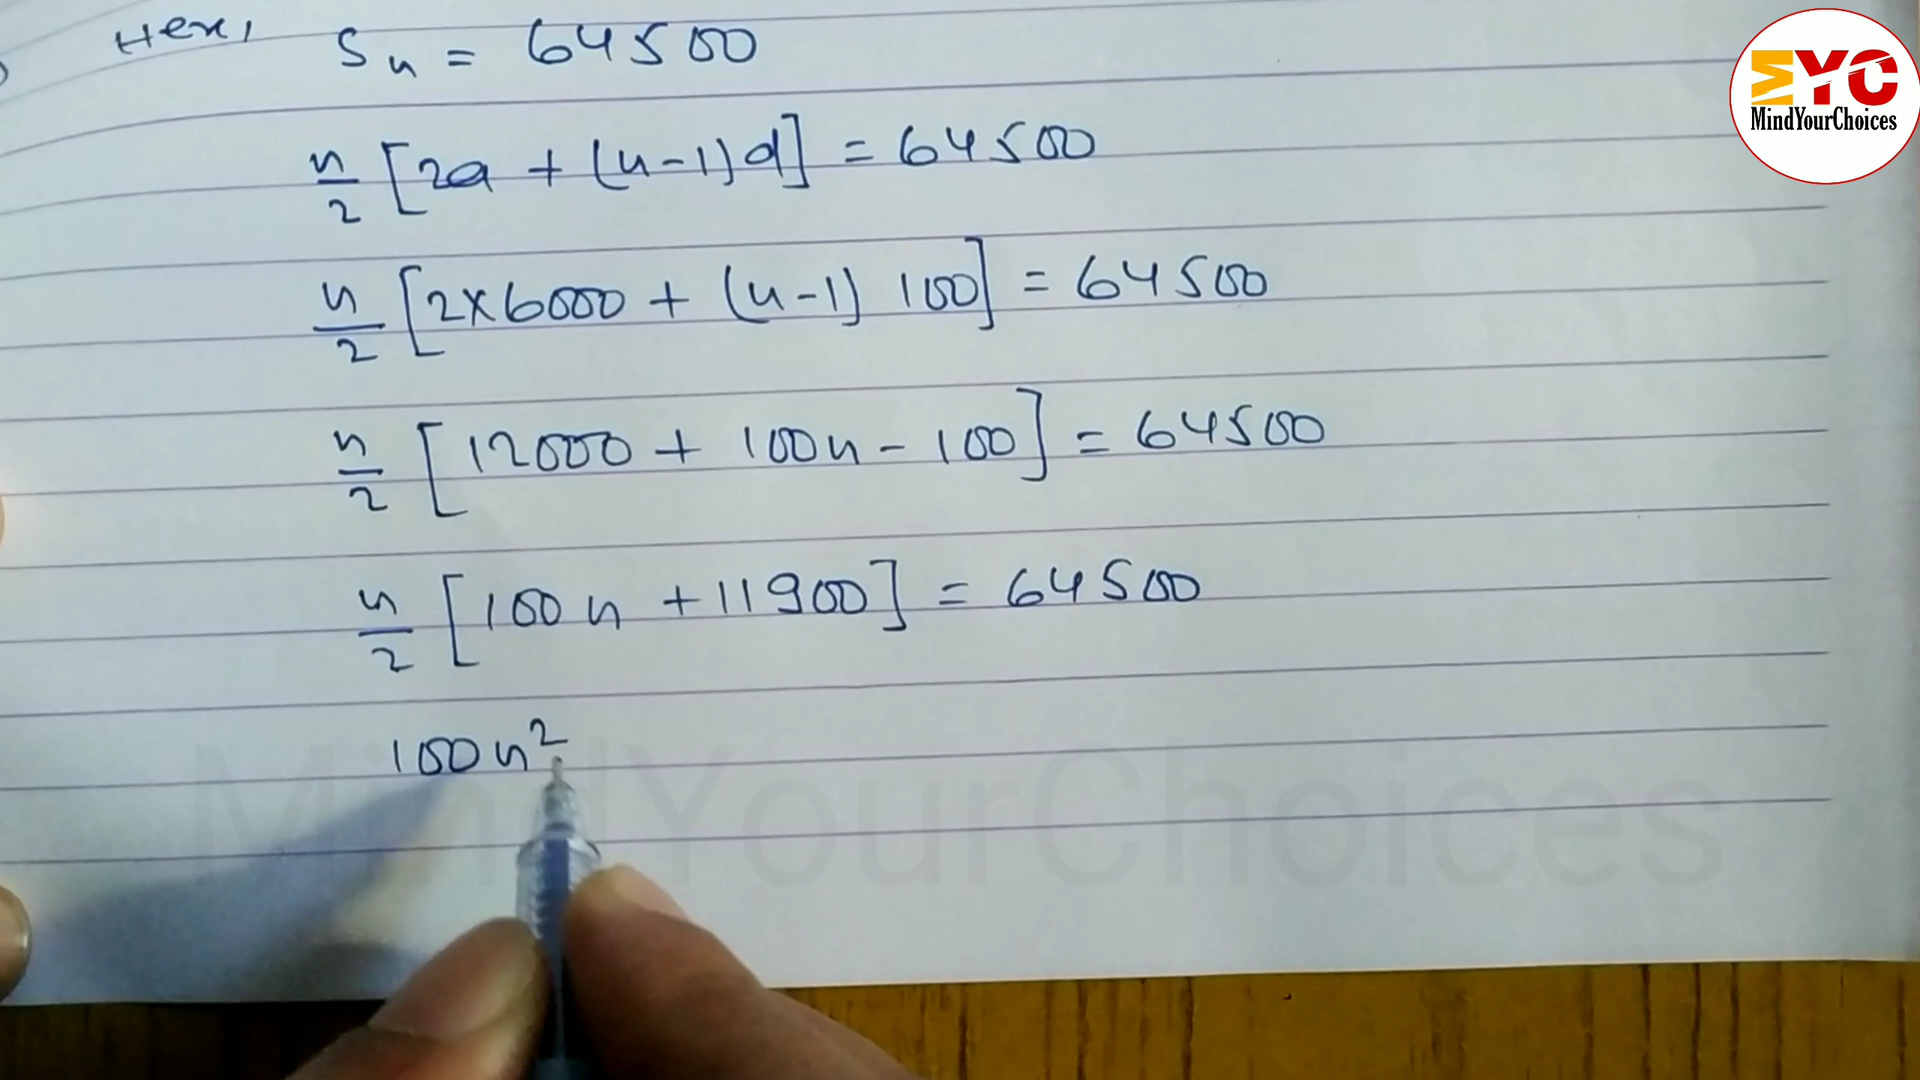 Here,
Sn = 64500
n/2 [2a + (n-1)d] = 64500
n/2 [2×6000 + (n-1) 100] = 64500
n/2 [12000 + 100n - 100] = 64500
n/2 [100n + 11900] = 64500
100n²
MYC
MindYourChoices
MindYourChoices